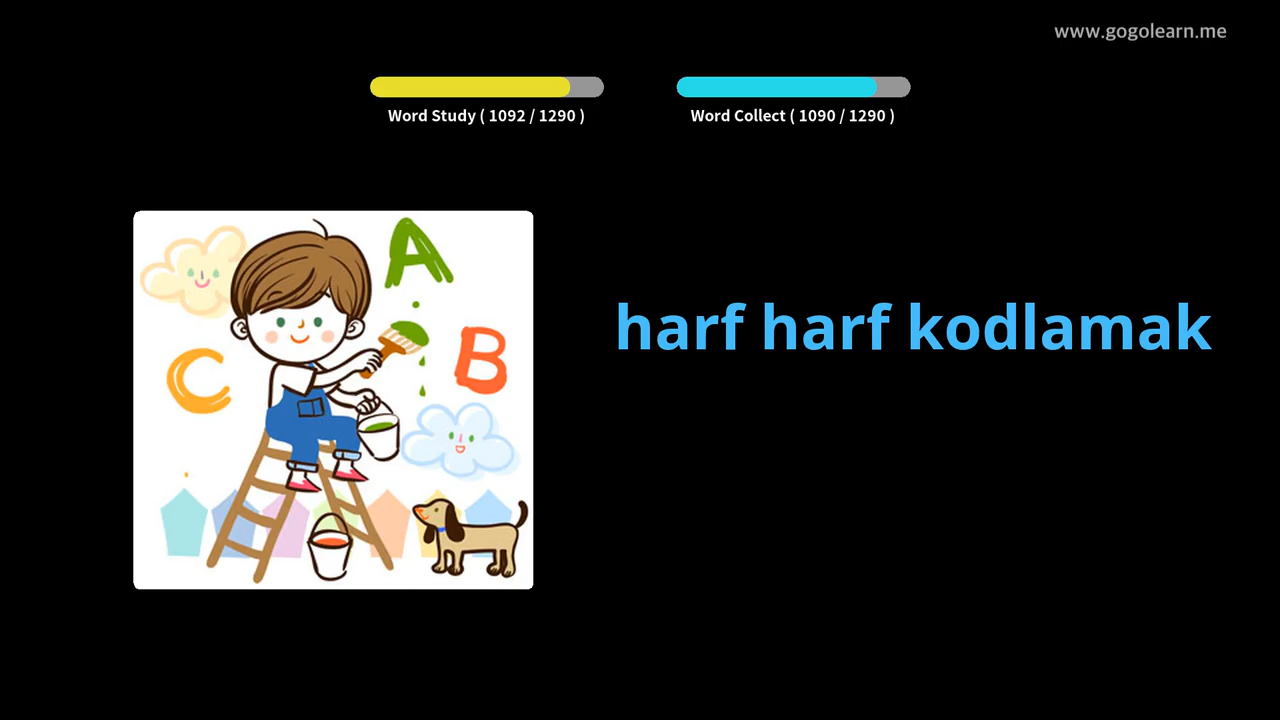 www.gogolearn.me
Word Study ( 1092 / 1290 )
Word Collect ( 1090 / 1290 )
A
B
C
harf harf kodlamak